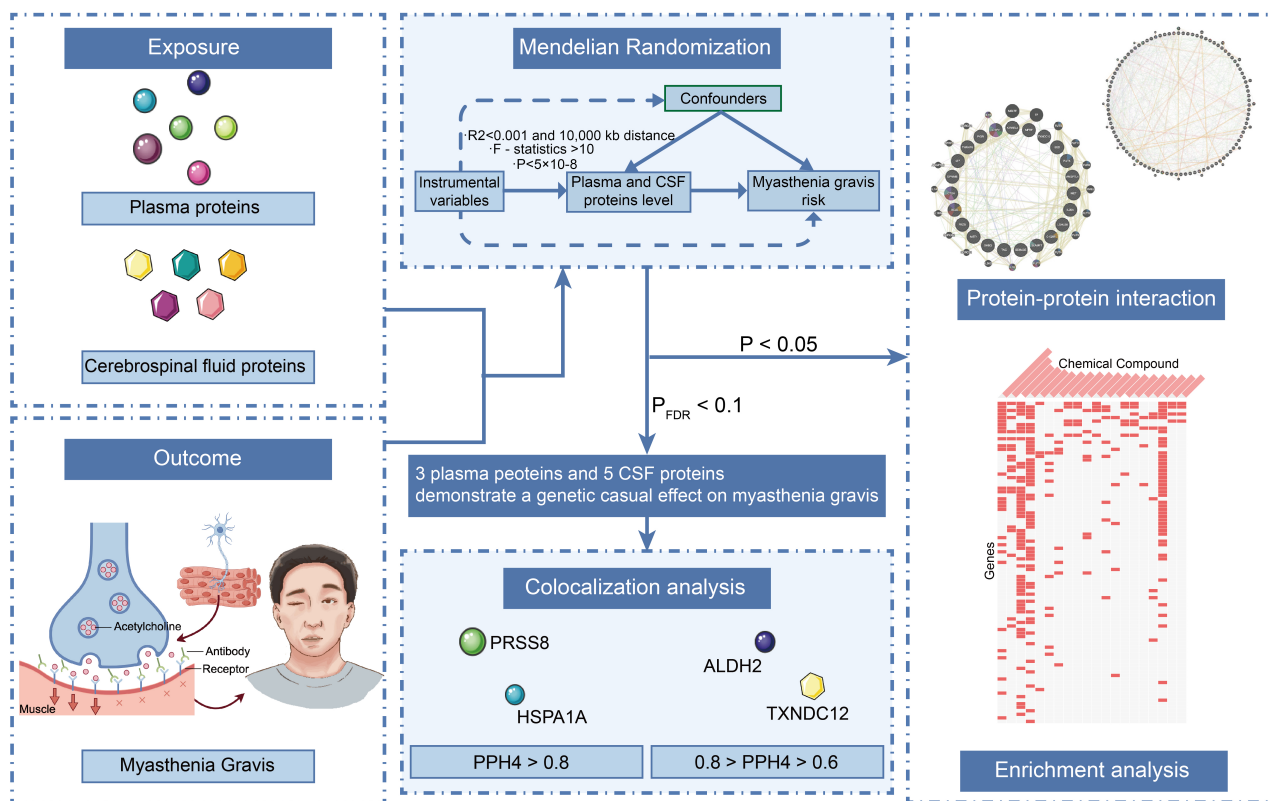 Exposure
Plasma proteins
Cerebrospinal fluid proteins
Outcome
Acetylcholine
Antibody
Receptor
Muscle
Myasthenia Gravis
Mendelian Randomization
Confounders
·R2<0.001 and 10,000 kb distance
·F - statistics >10
·P<5×10-8
Instrumental
variables
Plasma and CSF
proteins level
Myasthenia gravis
risk
P < 0.05
PFDR < 0.1
3 plasma peoteins and 5 CSF proteins
demonstrate a genetic casual effect on myasthenia gravis
Colocalization analysis
PRSS8
HSPA1A
ALDH2
TXNDC12
PPH4 > 0.8
0.8 > PPH4 > 0.6
Protein-protein interaction
Chemical Compound
Genes
Enrichment analysis